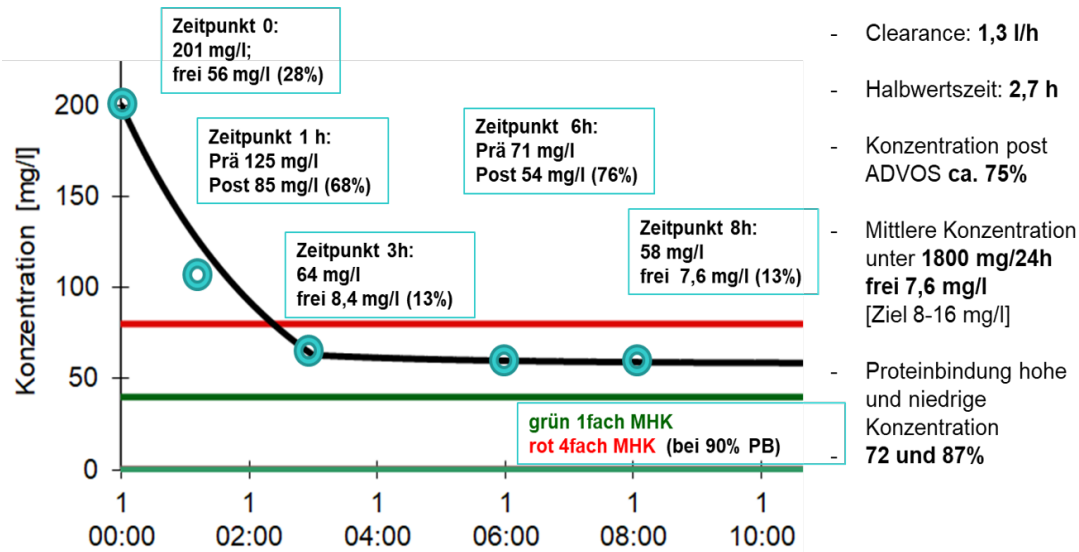 Zeitpunkt 0:
201 mg/l;
frei 56 mg/l (28%)
Zeitpunkt 1 h:
Prä 125 mg/l
Post 85 mg/l (68%)
Zeitpunkt 3h:
64 mg/l
frei 8,4 mg/l (13%)
Zeitpunkt 6h:
Prä 71 mg/l
Post 54 mg/l (76%)
Zeitpunkt 8h:
58 mg/l
frei 7,6 mg/l (13%)
grün 1fach MHK
rot 4fach MHK (bei 90% PB)
Konzentration [mg/l]
200
150
100
50
0
1
00:00
1
02:00
1
04:00
1
06:00
1
08:00
1
10:00
- Clearance: 1,3 l/h
- Halbwertszeit: 2,7 h
- Konzentration post
ADVOS ca. 75%
- Mittlere Konzentration
unter 1800 mg/24h
frei 7,6 mg/l
[Ziel 8-16 mg/l]
- Proteinbindung hohe
und niedrige
Konzentration
- 72 und 87%